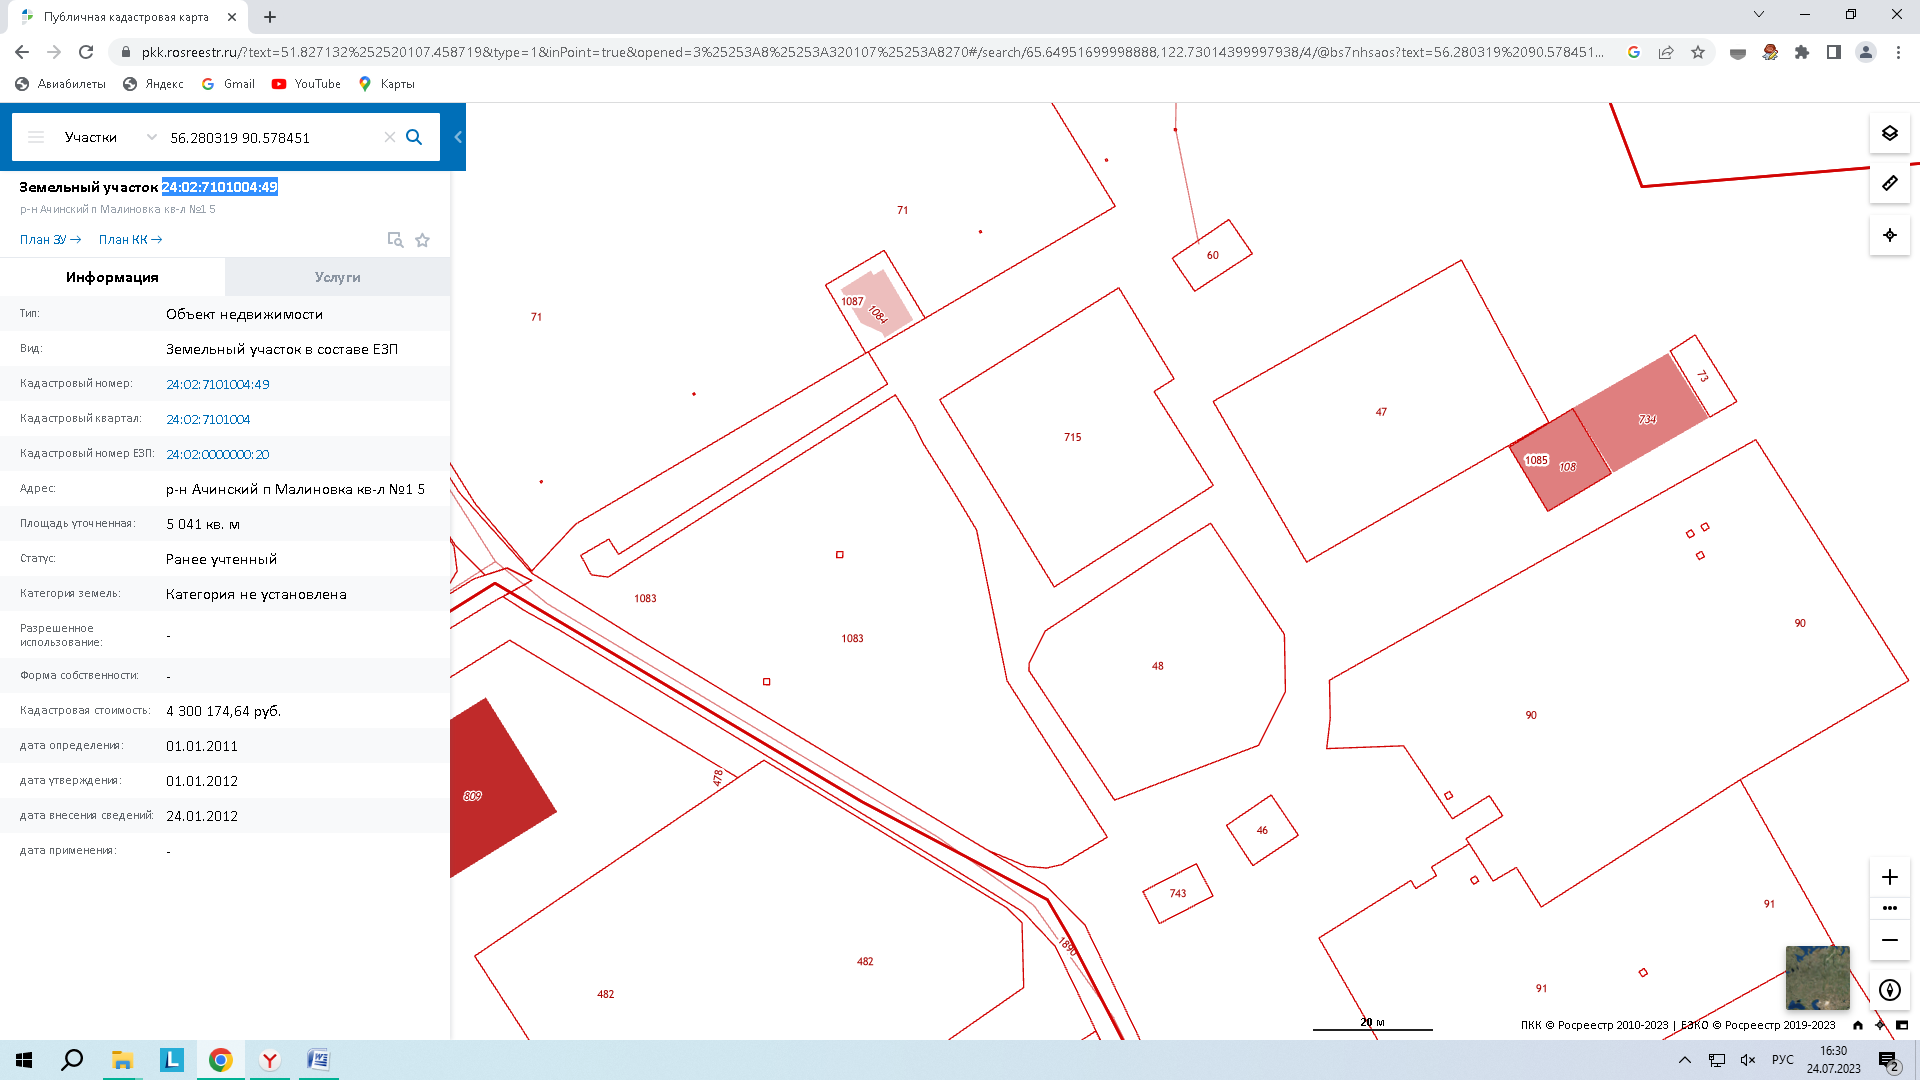 Публичная кадастровая карта
pkk.rosreestr.ru/?text=51.827132%252520107.458719&type=1&inPoint=true&opened=3%25253A8%25253A320107%25253A8270#/search/65.64951699998888,122.73014399997938/4/@bs7nhsaos?text=56.280319%2090.578451...
Авиабилеты Яндекс Gmail YouTube Карты
Участки 56.280319 90.578451
Земельный участок 24:02:7101004:49
р-н Ачинский п Малиновка кв-л №1 5
План ЗУ → План КК →
Информация Услуги
Тип: Объект недвижимости
Вид: Земельный участок в составе ЕЗП
Кадастровый номер: 24:02:7101004:49
Кадастровый квартал: 24:02:7101004
Кадастровый номер ЕЗП: 24:02:0000000:20
Адрес: р-н Ачинский п Малиновка кв-л №1 5
Площадь уточненная: 5 041 кв. м
Статус: Ранее учтенный
Категория земель: Категория не установлена
Разрешенное
использование: -
Форма собственности: -
Кадастровая стоимость: 4 300 174,64 руб.
дата определения: 01.01.2011
дата утверждения: 01.01.2012
дата внесения сведений: 24.01.2012
дата применения: -
71
60
1087
1084
71
73
47
734
715
1085 108
1083
90
1083
48
90
478
809
46
743
91
1890
482
91
482
20 м
ПКК © Росреестр 2010-2023 | ЕЭКО © Росреестр 2019-2023
L Y W
РУС
16:30
24.07.2023
2